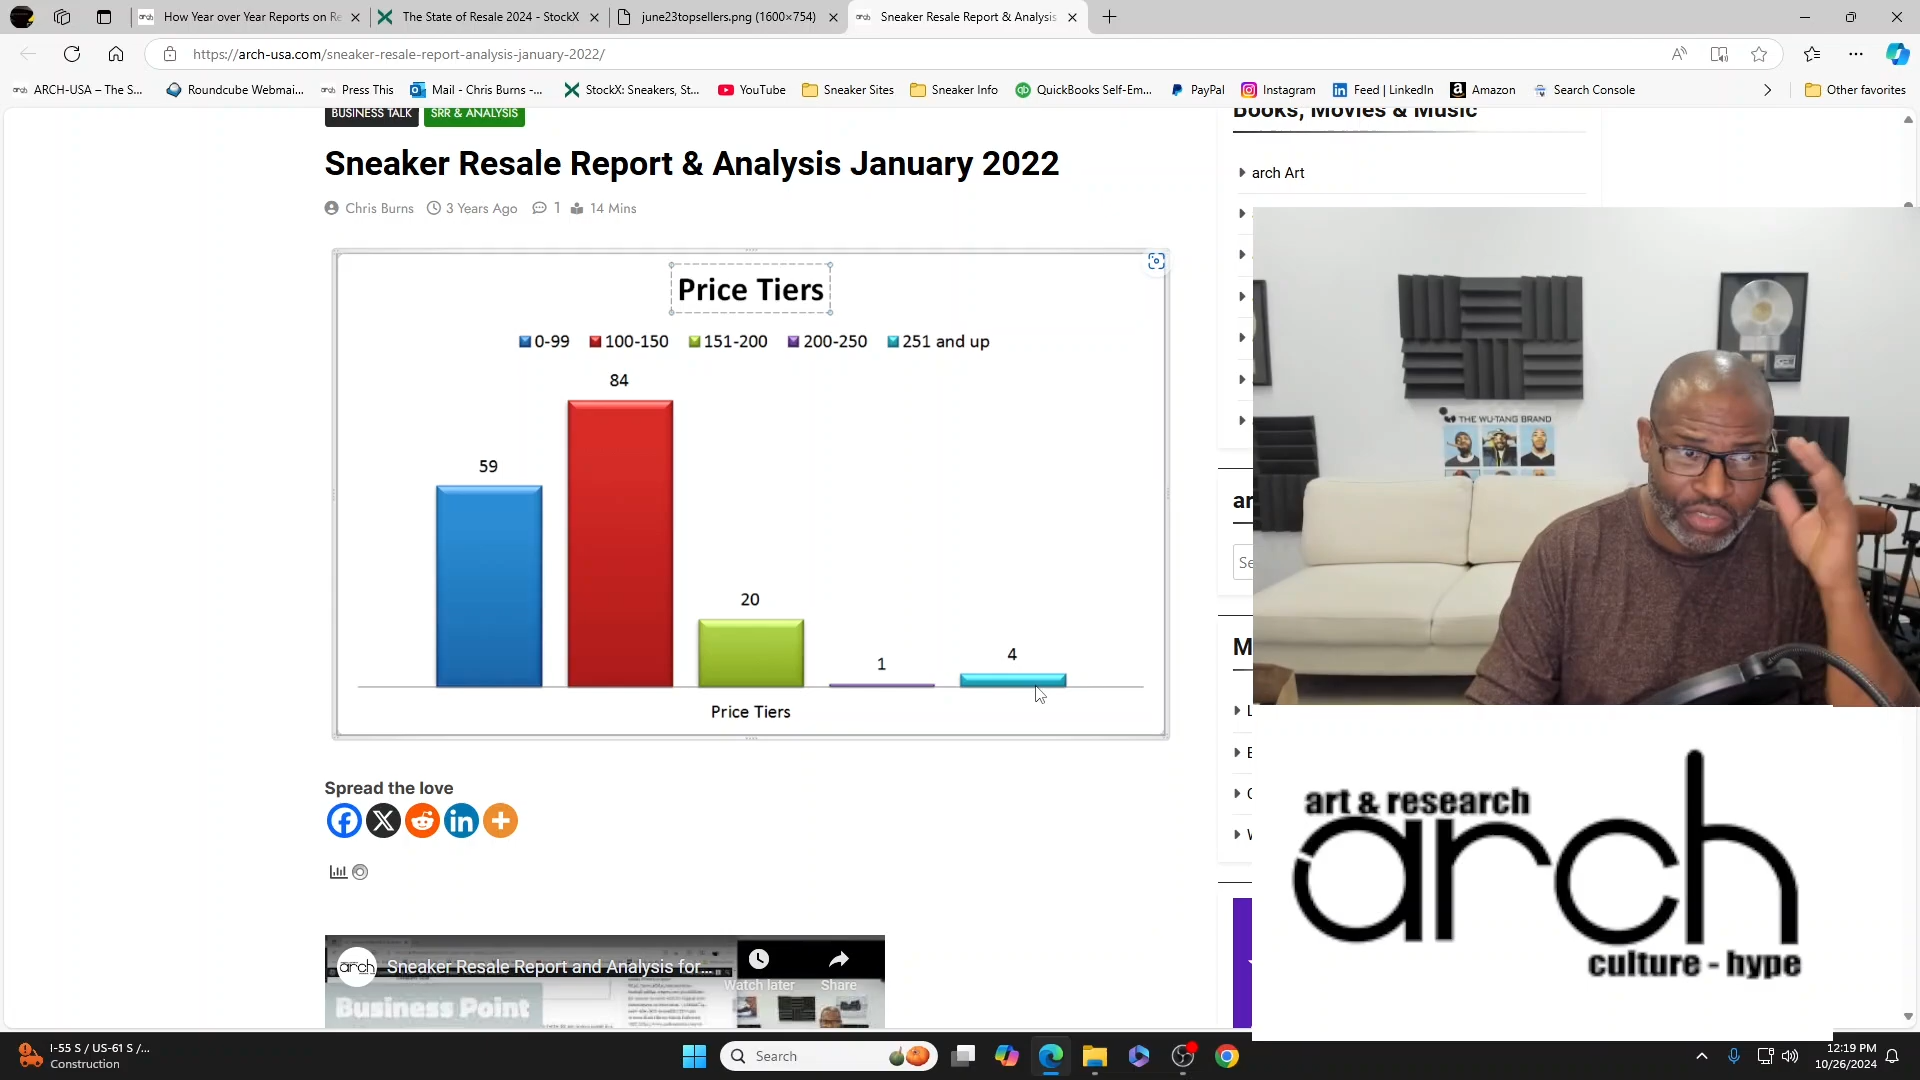 How Year over Year Reports on Re
The State of Resale 2024 - StockX
june23topsellers.png (1600×754)
Sneaker Resale Report & Analysis
https://arch-usa.com/sneaker-resale-report-analysis-january-2022/
ARCH-USA – The S...
Roundcube Webmai...
Press This
Mail - Chris Burns -...
StockX: Sneakers, St...
YouTube
Sneaker Sites
Sneaker Info
QuickBooks Self-Em...
PayPal
Instagram
Feed | LinkedIn
Amazon
Search Console
Other favorites
BUSINESS TALK
SRR & ANALYSIS
Books, Movies & Music
Sneaker Resale Report & Analysis January 2022
Chris Burns
3 Years Ago
1
14 Mins
arch Art
Price Tiers
0-99
100-150
151-200
200-250
251 and up
84
59
20
1
4
Price Tiers
THE WU-TANG BRAND
Spread the love
art & research
arch
culture - hype
arch
Sneaker Resale Report and Analysis for...
Watch later
Share
Business Point
I-55 S / US-61 S /...
Construction
Search
12:19 PM
10/26/2024